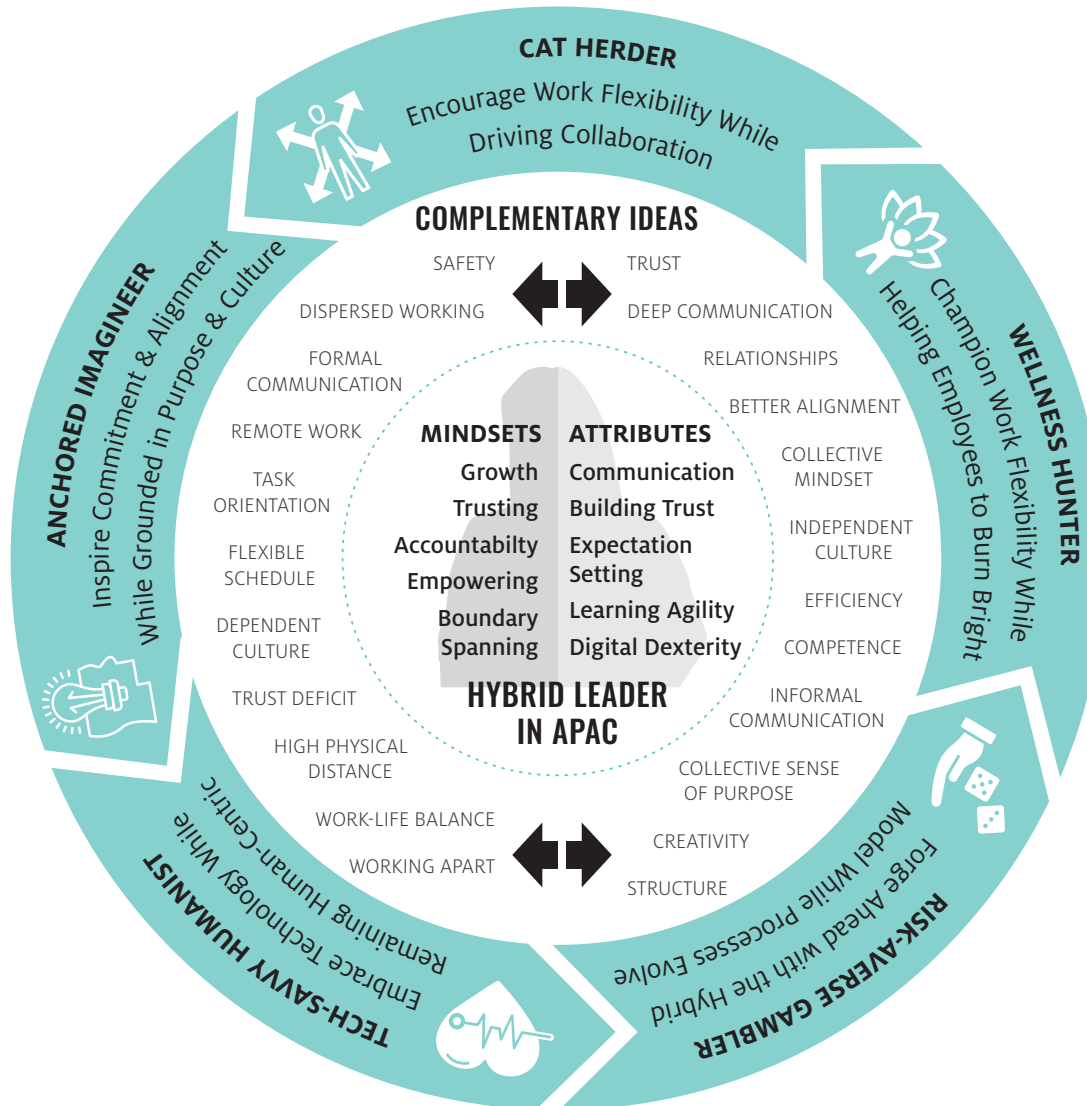 CAT HERDER
Encourage Work Flexibility While
Driving Collaboration
WELLNESS HUNTER
Champion Work Flexibility While
Helping Employees to Burn Bright
RISK-AVERSE GAMBLER
Forge Ahead with the Hybrid
Model While Processes Evolve
TECH-SAVVY HUMANIST
Embrace Technology While
Remaining Human-Centric
ANCHORED IMAGINEER
Inspire Commitment & Alignment
While Grounded in Purpose & Culture
COMPLEMENTARY IDEAS
SAFETY
DISPERSED WORKING
FORMAL
COMMUNICATION
REMOTE WORK
TASK
ORIENTATION
FLEXIBLE
SCHEDULE
DEPENDENT
CULTURE
TRUST DEFICIT
HIGH PHYSICAL
DISTANCE
WORK-LIFE BALANCE
WORKING APART
TRUST
DEEP COMMUNICATION
RELATIONSHIPS
BETTER ALIGNMENT
COLLECTIVE
MINDSET
INDEPENDENT
CULTURE
EFFICIENCY
COMPETENCE
INFORMAL
COMMUNICATION
COLLECTIVE SENSE
OF PURPOSE
CREATIVITY
STRUCTURE
MINDSETS
Growth
Trusting
Accountabilty
Empowering
Boundary
Spanning
ATTRIBUTES
Communication
Building Trust
Expectation
Setting
Learning Agility
Digital Dexterity
HYBRID LEADER
IN APAC